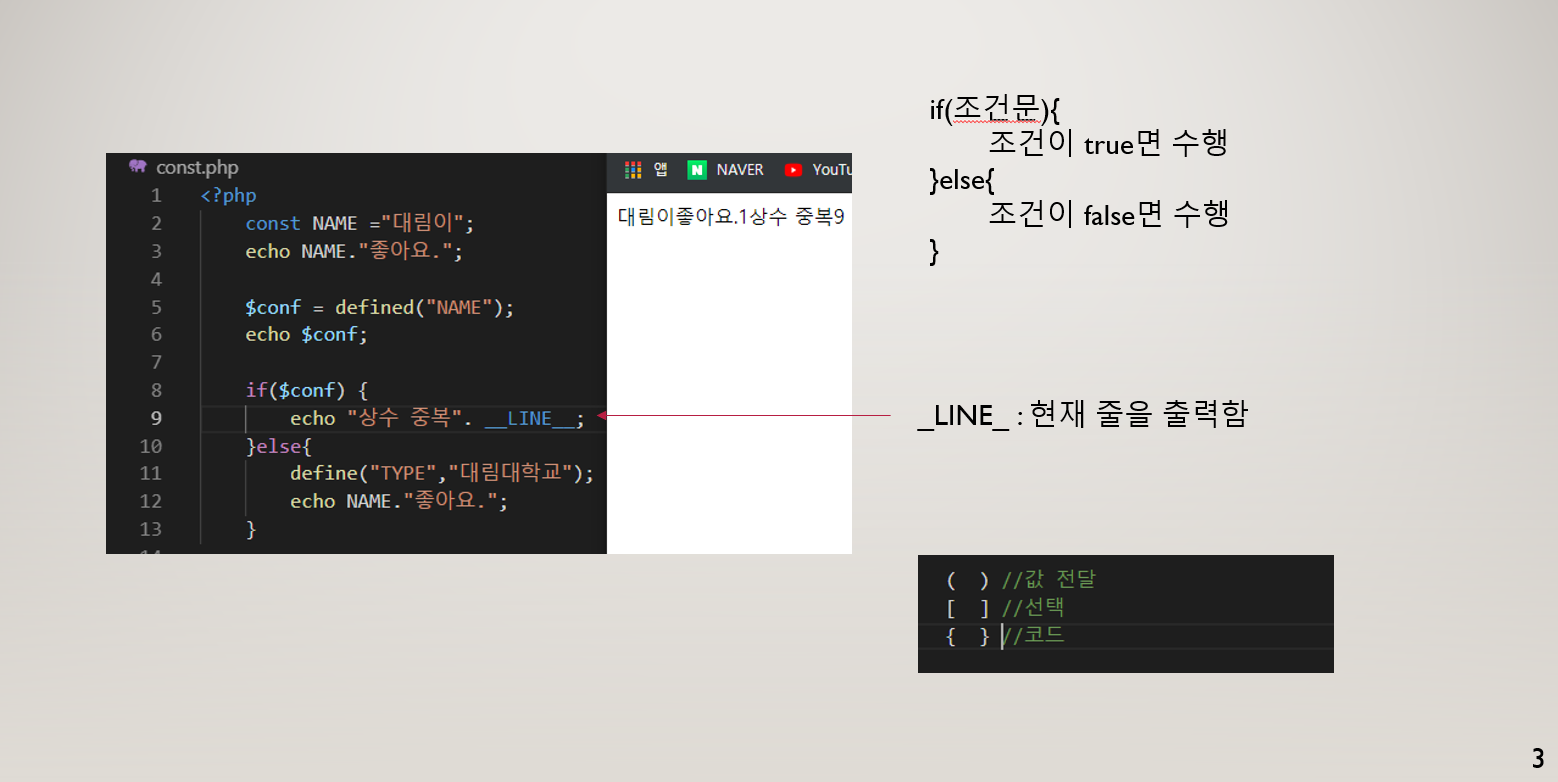 const.php
1 <?php
2 const NAME ="대림이";
3 echo NAME."좋아요.";
4
5 $conf = defined("NAME");
6 echo $conf;
7
8 if($conf) {
9 echo "상수 중복". __LINE__;
10 }else{
11 define("TYPE","대림대학교");
12 echo NAME."좋아요.";
13 }
앱 NAVER YouTu
대림이좋아요.1상수 중복9
if(조건문){
조건이 true면 수행
}else{
조건이 false면 수행
}
_LINE_ : 현재 줄을 출력함
( ) //값 전달
[ ] //선택
{ } //코드
3